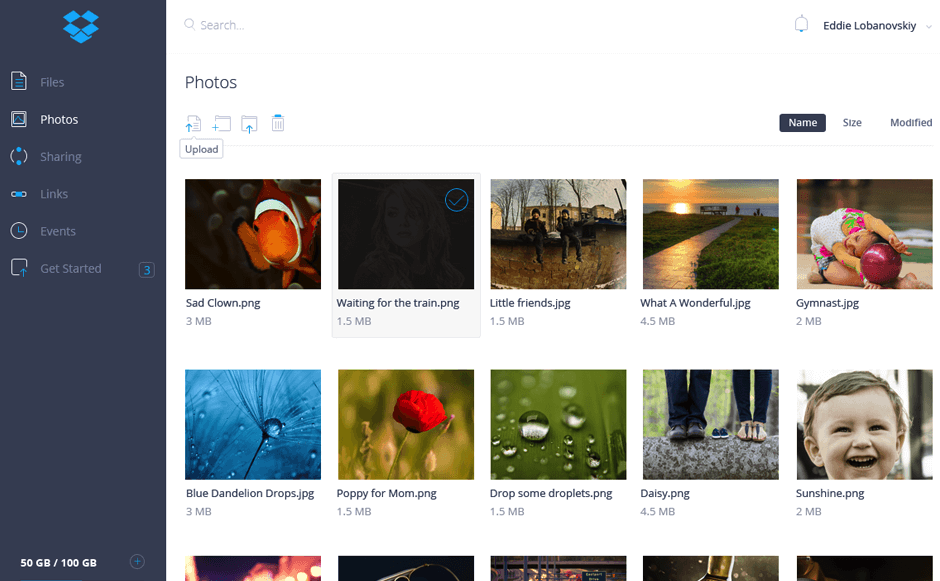 Search...
Eddie Lobanovskiy
Files
Photos
Sharing
Links
Events
Get Started
3
50 GB / 100 GB
Photos
Upload
Name Size Modified
Sad Clown.png
3 MB
Waiting for the train.png
1.5 MB
Little friends.jpg
1.5 MB
What A Wonderful.jpg
4.5 MB
Gymnast.jpg
2 MB
Blue Dandelion Drops.jpg
3 MB
Poppy for Mom.png
1.5 MB
Drop some droplets.png
1.5 MB
Daisy.png
4.5 MB
Sunshine.png
2 MB